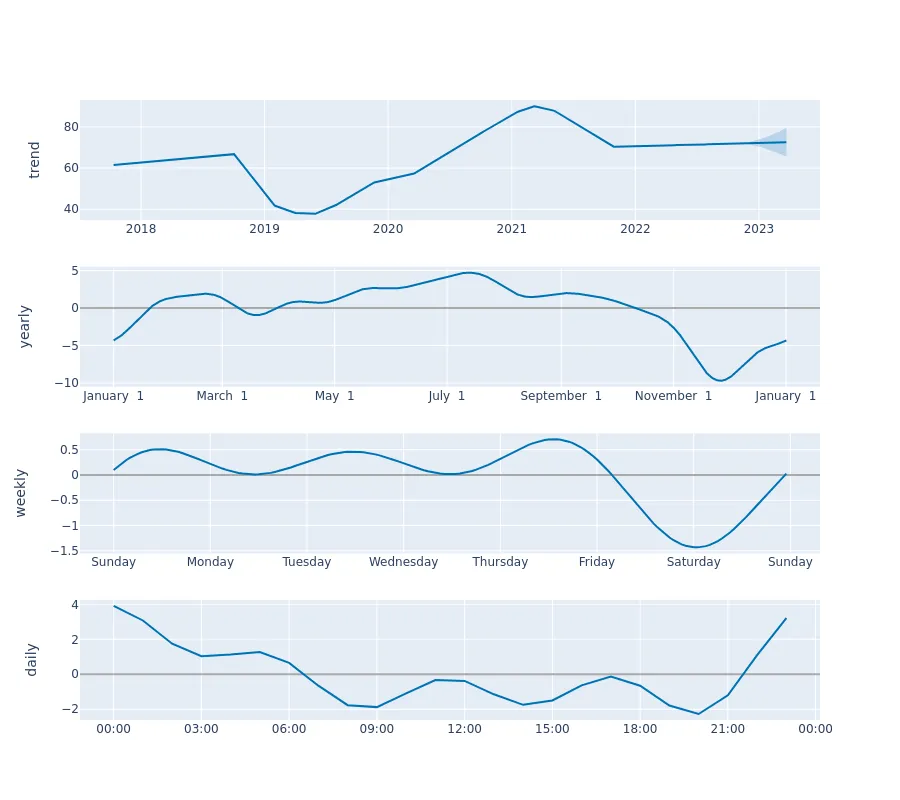 trend
80
60
40
2018 2019 2020 2021 2022 2023
yearly
5
0
−5
−10
January 1 March 1 May 1 July 1 September 1 November 1 January 1
weekly
0.5
0
−0.5
−1
−1.5
Sunday Monday Tuesday Wednesday Thursday Friday Saturday Sunday
daily
4
2
0
−2
00:00 03:00 06:00 09:00 12:00 15:00 18:00 21:00 00:00